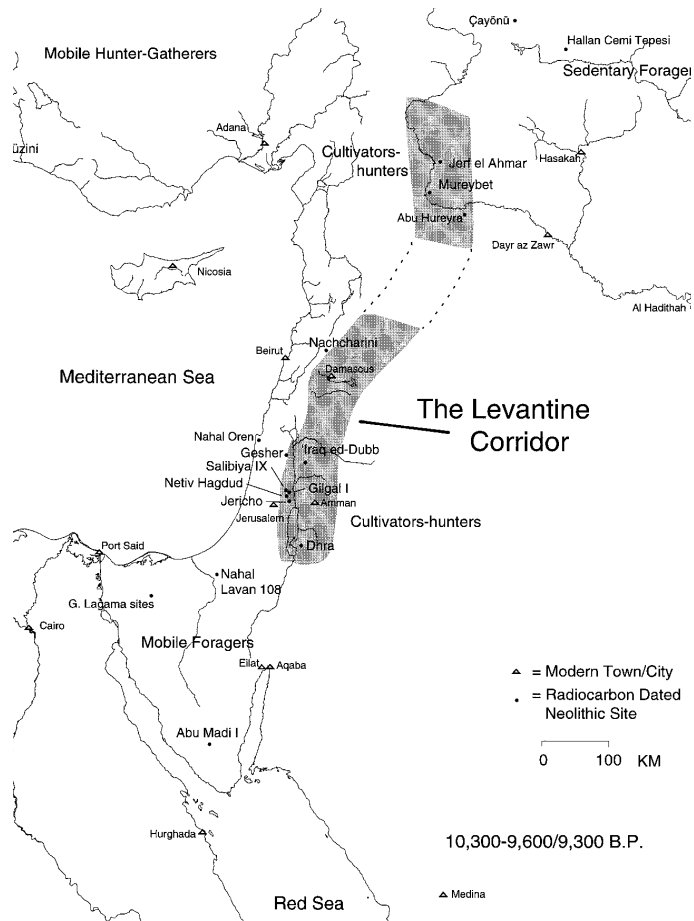 Çayönü
Hallan Cemi Tepesi
Mobile Hunter-Gatherers
Sedentary Forager
Adana
üzini
Cultivators-
hunters
Hasakah
Jerf el Ahmar
Mureybet
Abu Hureyra
Dayr az Zawr
Nicosia
Al Hadithah
Nachcharini
Beirut
Damascus
Mediterranean Sea
The Levantine
Corridor
Nahal Oren
Gesher
'Iraq ed-Dubb
Salibiya IX
Netiv Hagdud
Gilgal I
Jericho
Amman
Jerusalem
Cultivators-hunters
Port Said
Dhra
Nahal
Lavan 108
G. Lagama sites
Cairo
Mobile Foragers
Eilat
Aqaba
= Modern Town/City
= Radiocarbon Dated
Neolithic Site
Abu Madi I
0 100 KM
Hurghada
10,300-9,600/9,300 B.P.
Medina
Red Sea